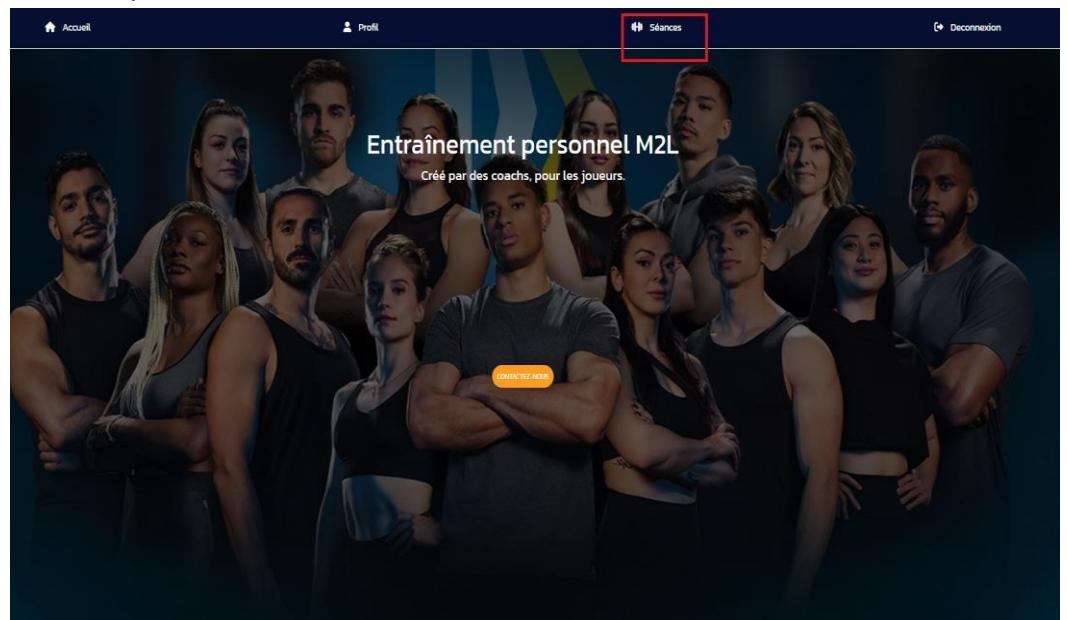 Accueil
Profil
Séances
Deconnexion
Entraînement personnel M2L
Créé par des coachs, pour les joueurs.
CONTACTEZ-NOUS